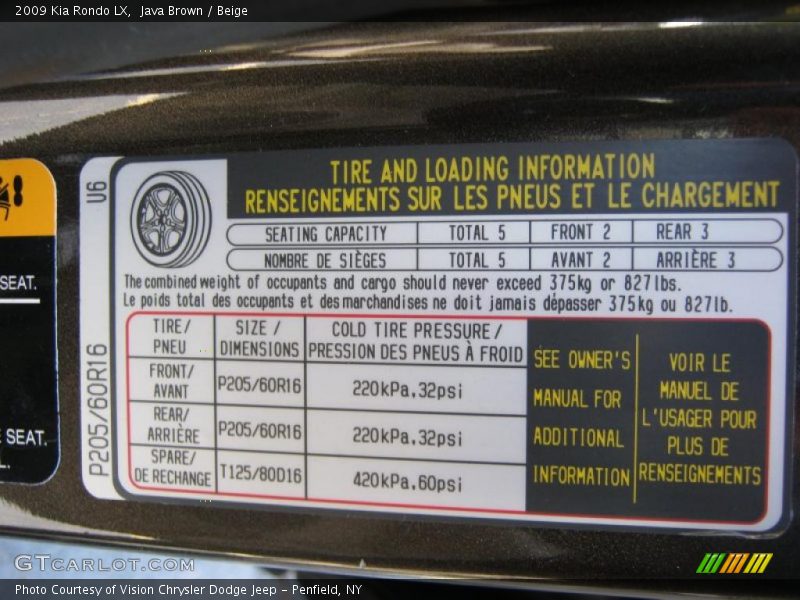 2009 Kia Rondo LX,  Java Brown / Beige
SEAT.
SEAT.
L.
U6
P205/60R16
TIRE AND LOADING INFORMATION
RENSEIGNEMENTS SUR LES PNEUS ET LE CHARGEMENT
SEATING CAPACITY TOTAL 5 FRONT 2 REAR 3
NOMBRE DE SIÈGES TOTAL 5 AVANT 2 ARRIÈRE 3
The combined weight of occupants and cargo should never exceed 375kg or 827lbs.
Le poids total des occupants et des marchandises ne doit jamais dépasser 375kg ou 827lb.
TIRE/
PNEU
SIZE /
DIMENSIONS
COLD TIRE PRESSURE/
PRESSION DES PNEUS À FROID
FRONT/
AVANT
P205/60R16
220kPa,32psi
REAR/
ARRIÈRE
P205/60R16
220kPa,32psi
SPARE/
DE RECHANGE
T125/80D16
420kPa,60psi
SEE OWNER'S
MANUAL FOR
ADDITIONAL
INFORMATION
VOIR LE
MANUEL DE
L'USAGER POUR
PLUS DE
RENSEIGNEMENTS
GTCARLOT.COM
Photo Courtesy of Vision Chrysler Dodge Jeep – Penfield, NY